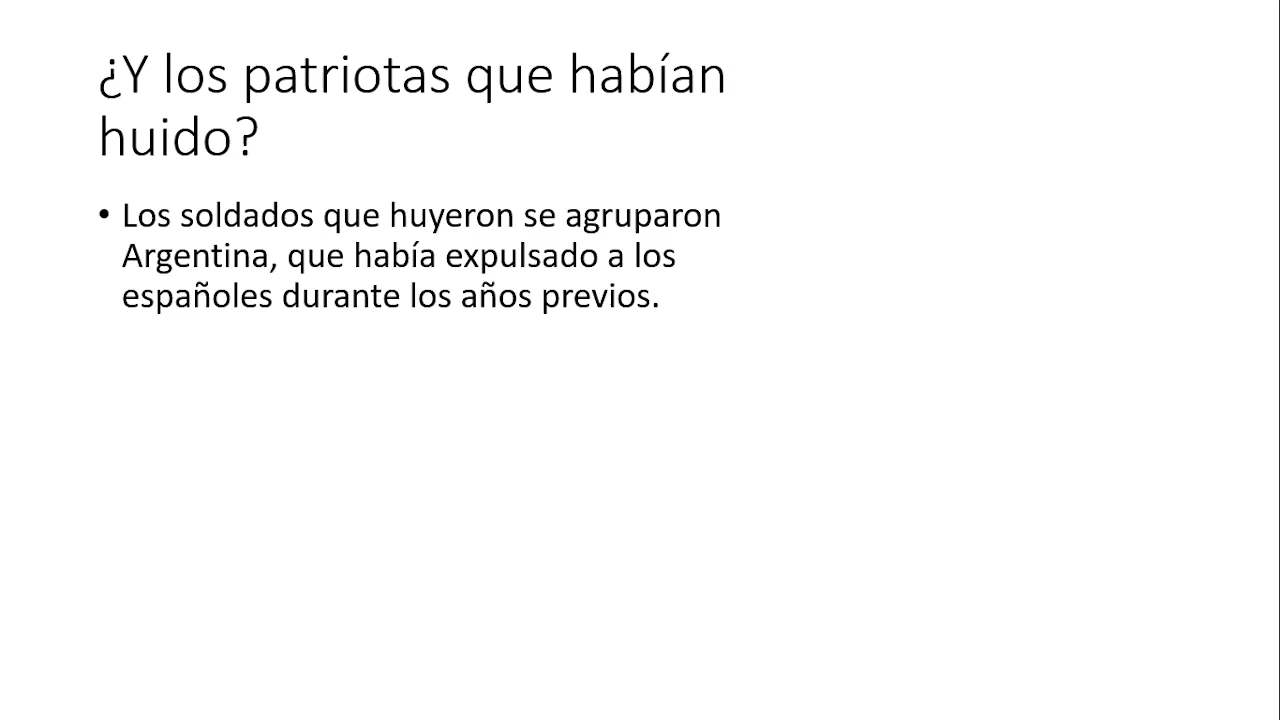 ¿Y los patriotas que habían
huido?
• Los soldados que huyeron se agruparon
Argentina, que había expulsado a los
españoles durante los años previos.